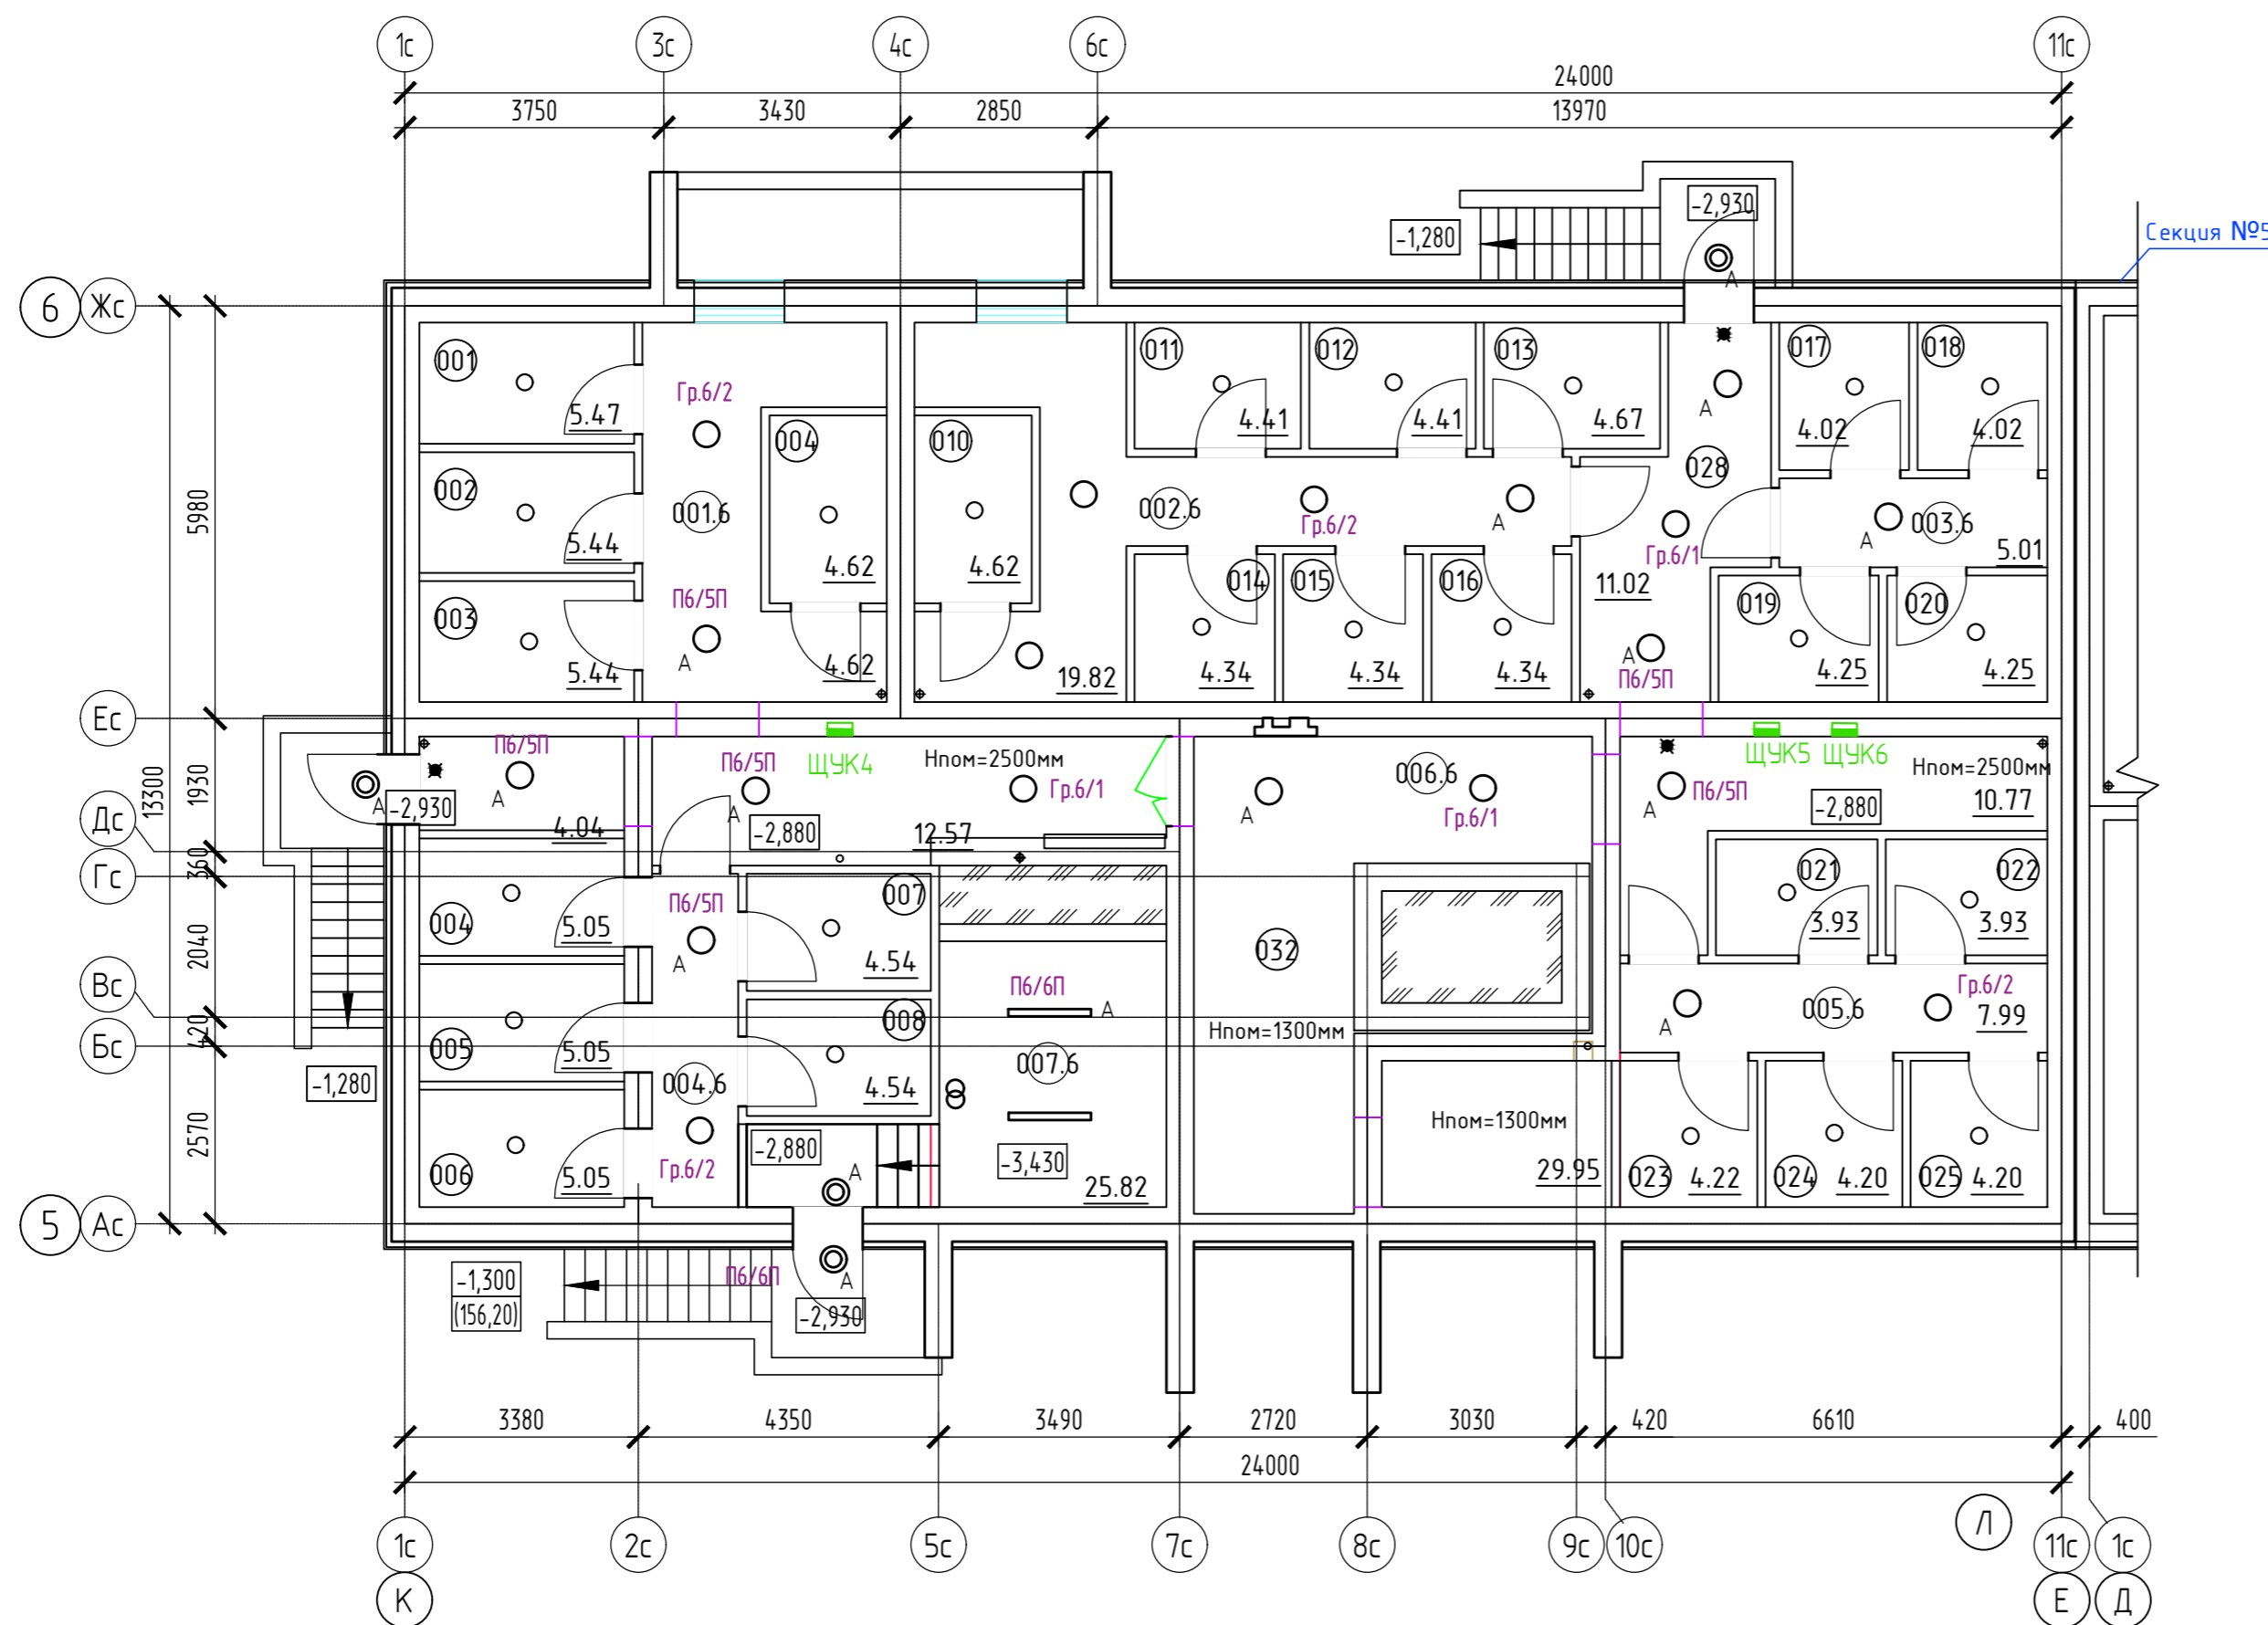 1с
3с
4с
6с
11с
24000
3750
3430
2850
13970
-2,930
-1,280
Секция №5
6
Жс
001
5.47
Гр.6/2
004
010
011
4.41
012
4.41
013
4.67
А
А
017
4.02
018
4.02
028
002
5.44
001.6
4.62
4.62
002.6
Гр.6/2
А
Гр.6/1
А
003.6
5.01
5980
003
5.44
П6/5П
А
4.62
19.82
014
4.34
015
4.34
016
4.34
11.02
А
П6/5П
019
4.25
020
4.25
Ес
П6/5П
А
А
-2,930
4.04
П6/5П
А
ЩУК4
Нпом=2500мм
Гр.6/1
-2,880
12.57
006.6
А
Гр.6/1
ЩУК5
ЩУК6
Нпом=2500мм
П6/5П
А
-2,880
10.77
13300
1930
Дс
360
Гс
004
5.05
П6/5П
А
007
4.54
032
021
3.93
022
3.93
2040
Вс
420
Бс
005
5.05
008
4.54
П6/6П
А
007.6
Нпом=1300мм
А
005.6
Гр.6/2
7.99
-1,280
004.6
2570
006
5.05
Гр.6/2
-2,880
А
-3,430
25.82
Нпом=1300мм
29.95
023
4.22
024
4.20
025
4.20
5
Ас
-1,300
(156,20)
П6/6П
А
-2,930
3380
4350
3490
2720
3030
420
6610
400
24000
Л
1с
2с
5с
7с
8с
9с
10с
11с
1с
К
Е
Д